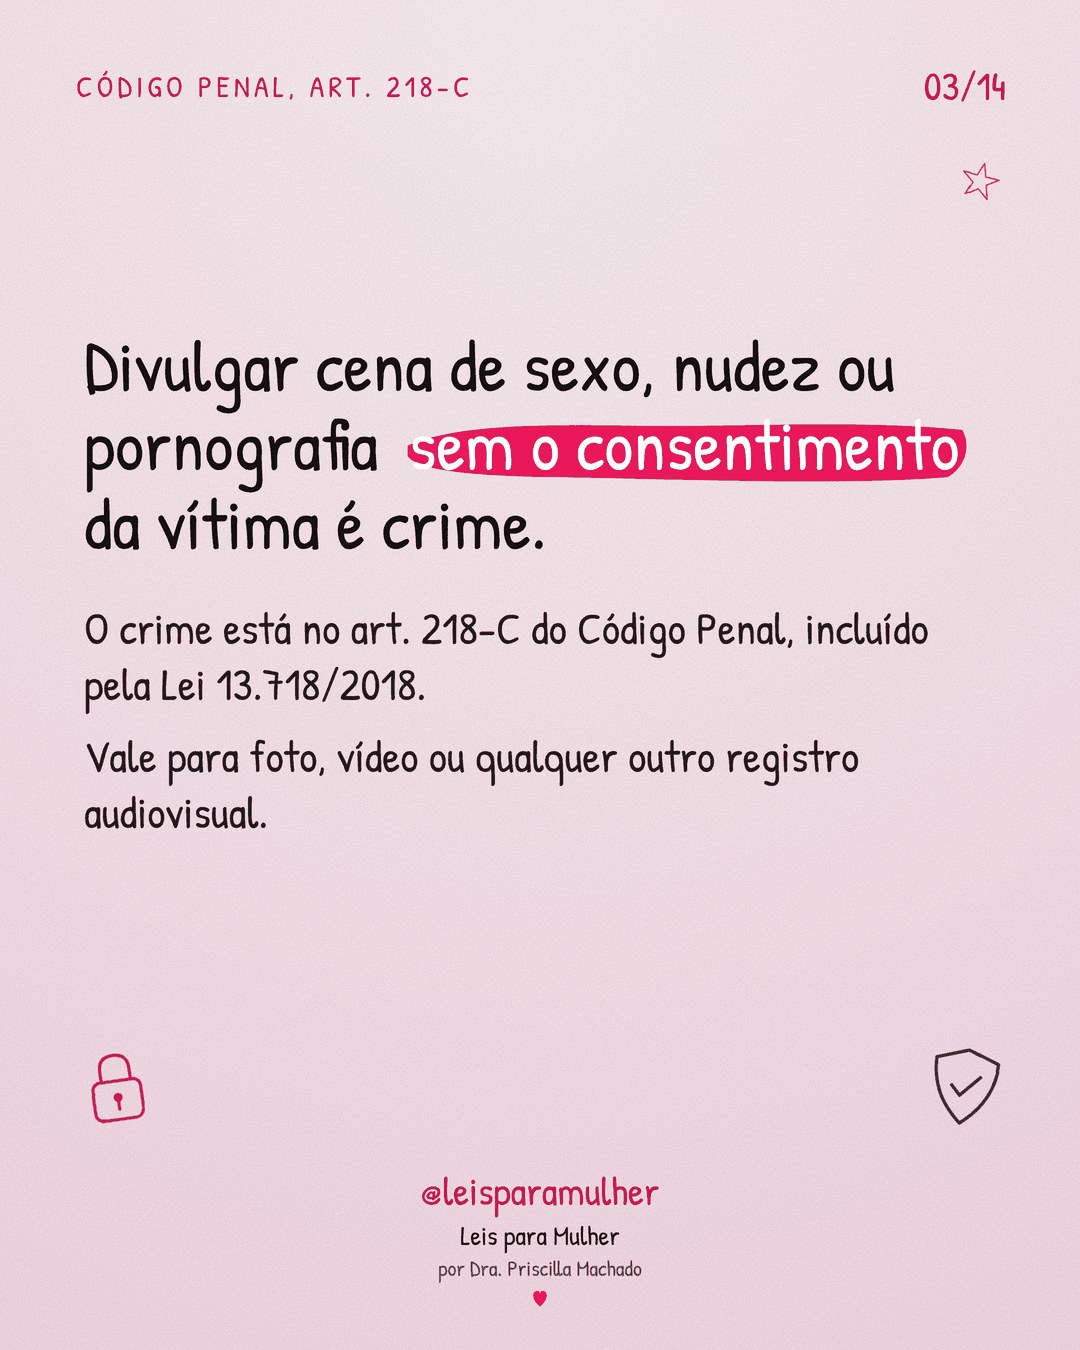 CÓDIGO PENAL, ART. 218-C
03/14
Divulgar cena de sexo, nudez ou
pornografia sem o consentimento
da vítima é crime.
O crime está no art. 218-C do Código Penal, incluído
pela Lei 13.718/2018.
Vale para foto, vídeo ou qualquer outro registro
audiovisual.
@leisparamulher
Leis para Mulher
por Dra. Priscilla Machado